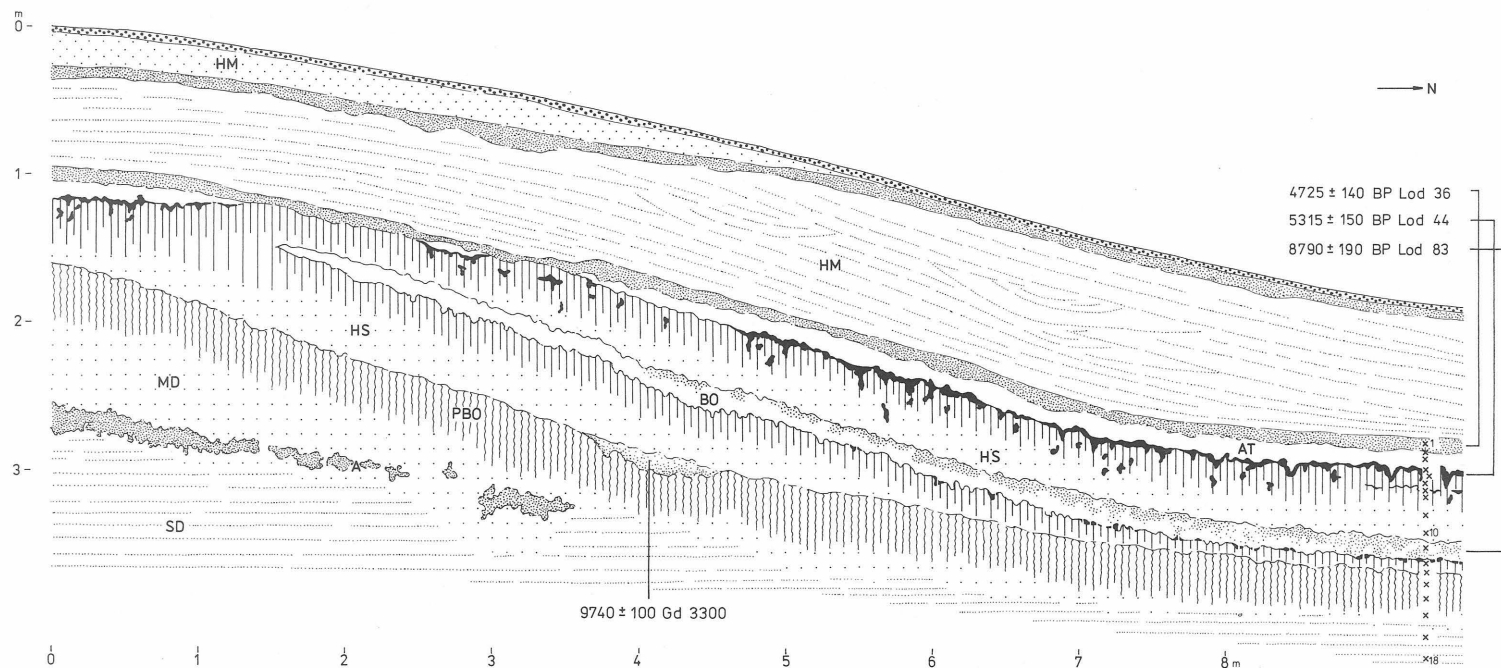 m
0
HM
N
1
4725 ± 140 BP Lod 36
5315 ± 150 BP Lod 44
8790 ± 190 BP Lod 83
HM
2
HS
MD
BO
PBO
AT
1
HS
3
A
SD
10
9740 ± 100 Gd 3300
0 1 2 3 4 5 6 7 8 m
18